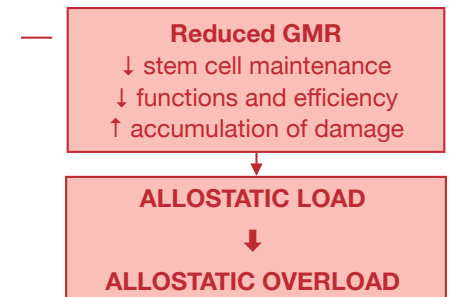 Reduced GMR
↓ stem cell maintenance
↓ functions and efficiency
↑ accumulation of damage
ALLOSTATIC LOAD
ALLOSTATIC OVERLOAD